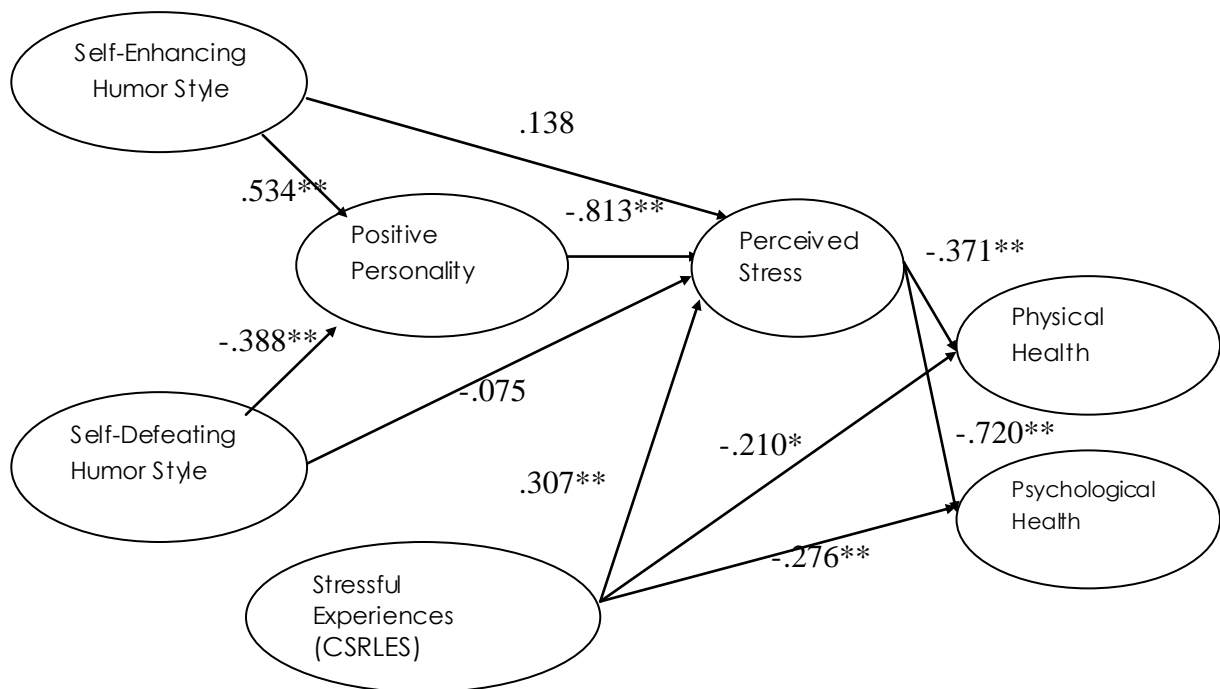 Self-Enhancing
Humor Style
.138
.534**
Positive
Personality
-.813**
Perceived
Stress
-.371**
Physical
Health
-.388**
-.075
Self-Defeating
Humor Style
-.210*
-.720**
.307**
Psychological
Health
-.276**
Stressful
Experiences
(CSRLES)